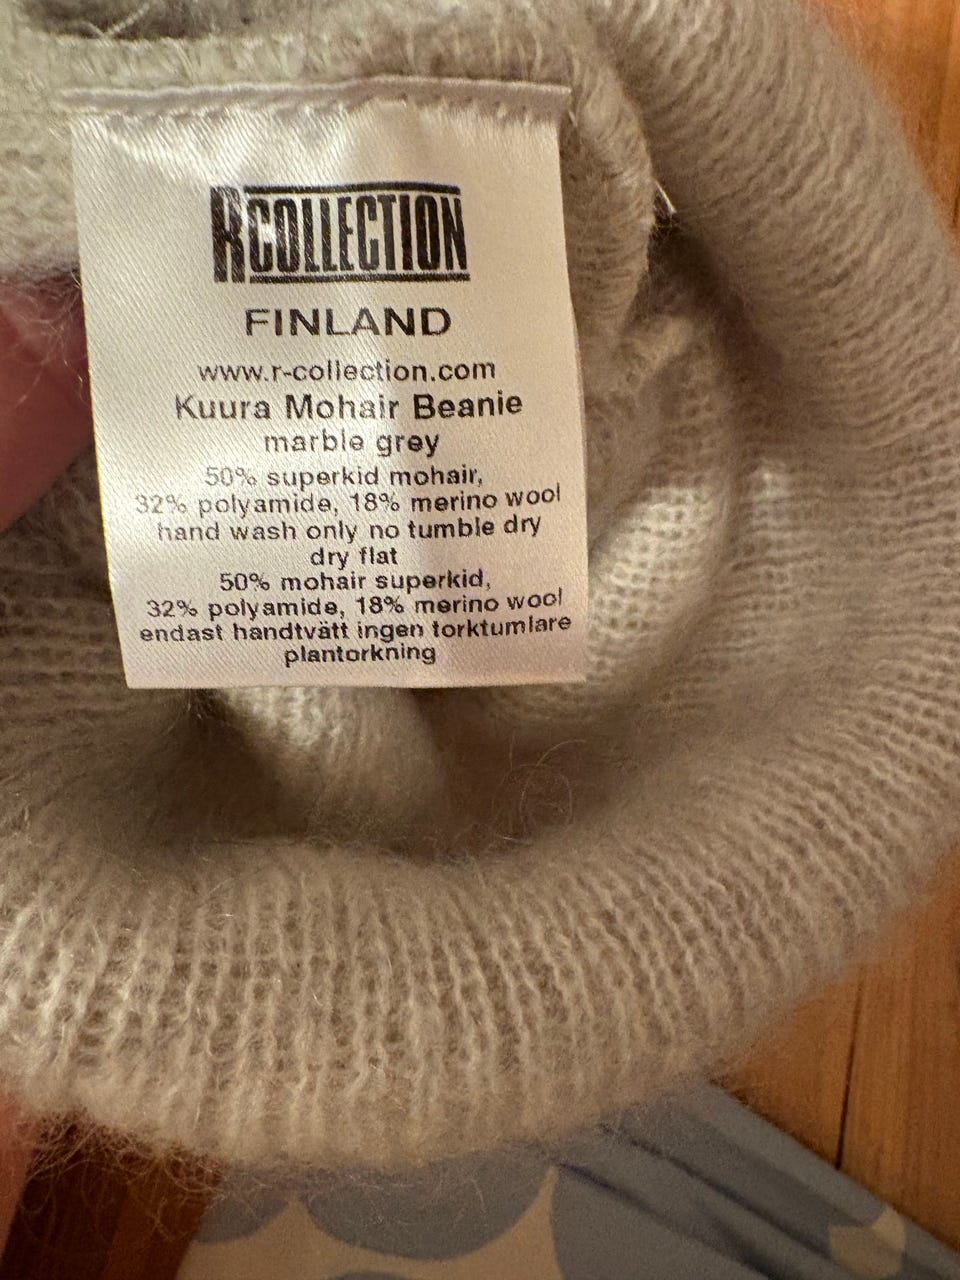 RCOLLECTION
FINLAND
www.r-collection.com
Kuura Mohair Beanie
marble grey
50% superkid mohair,
32% polyamide, 18% merino wool
hand wash only no tumble dry
dry flat
50% mohair superkid,
32% polyamide, 18% merino wool
endast handtvätt ingen torktumlare
plantorkning